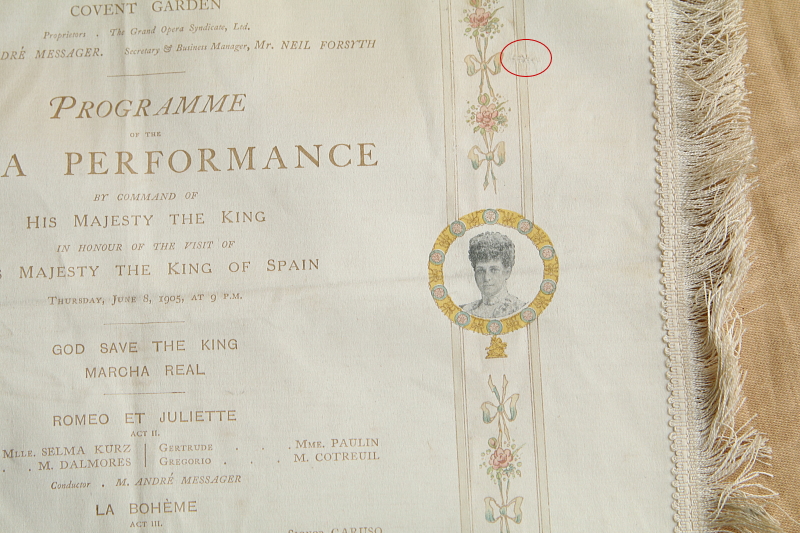 COVENT GARDEN
Proprietors . The Grand Opera Syndicate, Ltd.
DRÉ MESSAGER. Secretary & Business Manager, Mr. NEIL FORSYTH
PROGRAMME
OF THE
A PERFORMANCE
BY COMMAND OF
HIS MAJESTY THE KING
IN HONOUR OF THE VISIT OF
S MAJESTY THE KING OF SPAIN
THURSDAY, JUNE 8, 1905, AT 9 P.M.
GOD SAVE THE KING
MARCHA REAL
ROMEO ET JULIETTE
ACT II.
MLLE. SELMA KURZ | GERTRUDE . . . MME. PAULIN
. . M. DALMORES | GREGORIO . . . M. COTREUIL
Conductor . M. ANDRÉ MESSAGER
LA BOHÈME
ACT III.
SIGNOR CARUSO